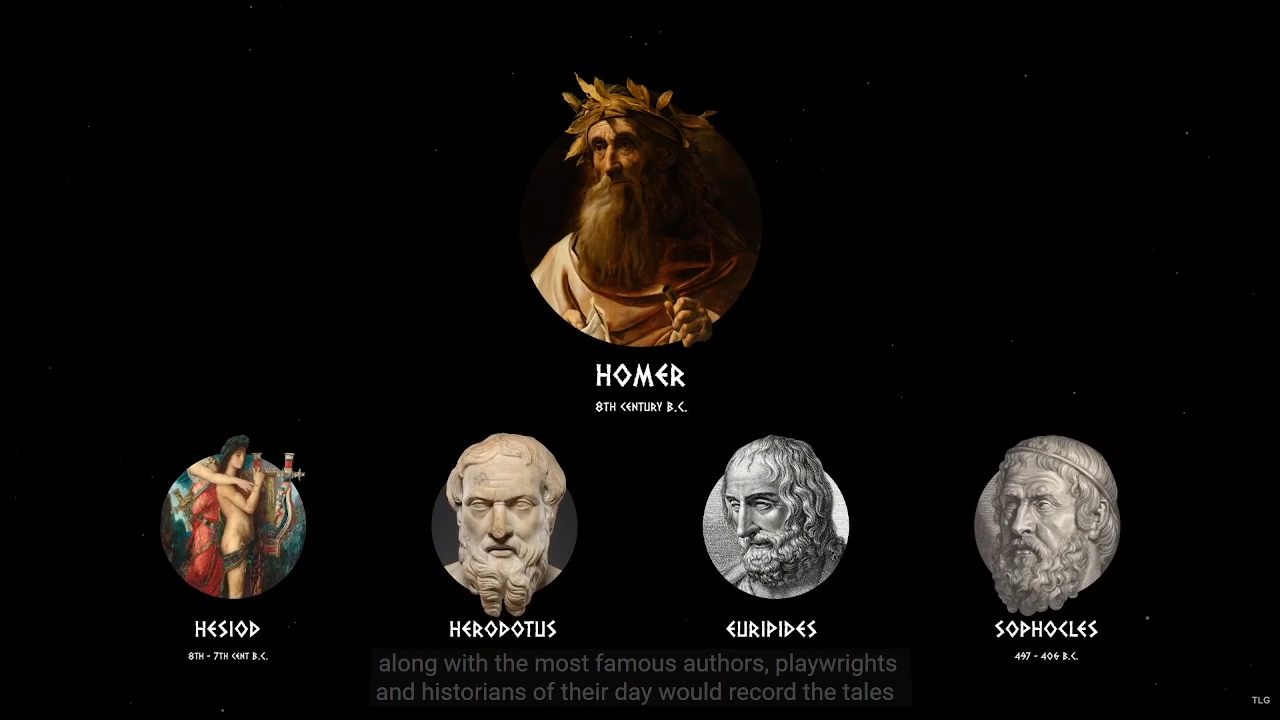 HOMER
8TH CENTURY B.C.
HESIOD
HERODOTUS
EURIPIDES
SOPHOCLES
8TH - 7TH CENT B.C.
497 - 406 B.C.
along with the most famous authors, playwrights
and historians of their day would record the tales
TLG